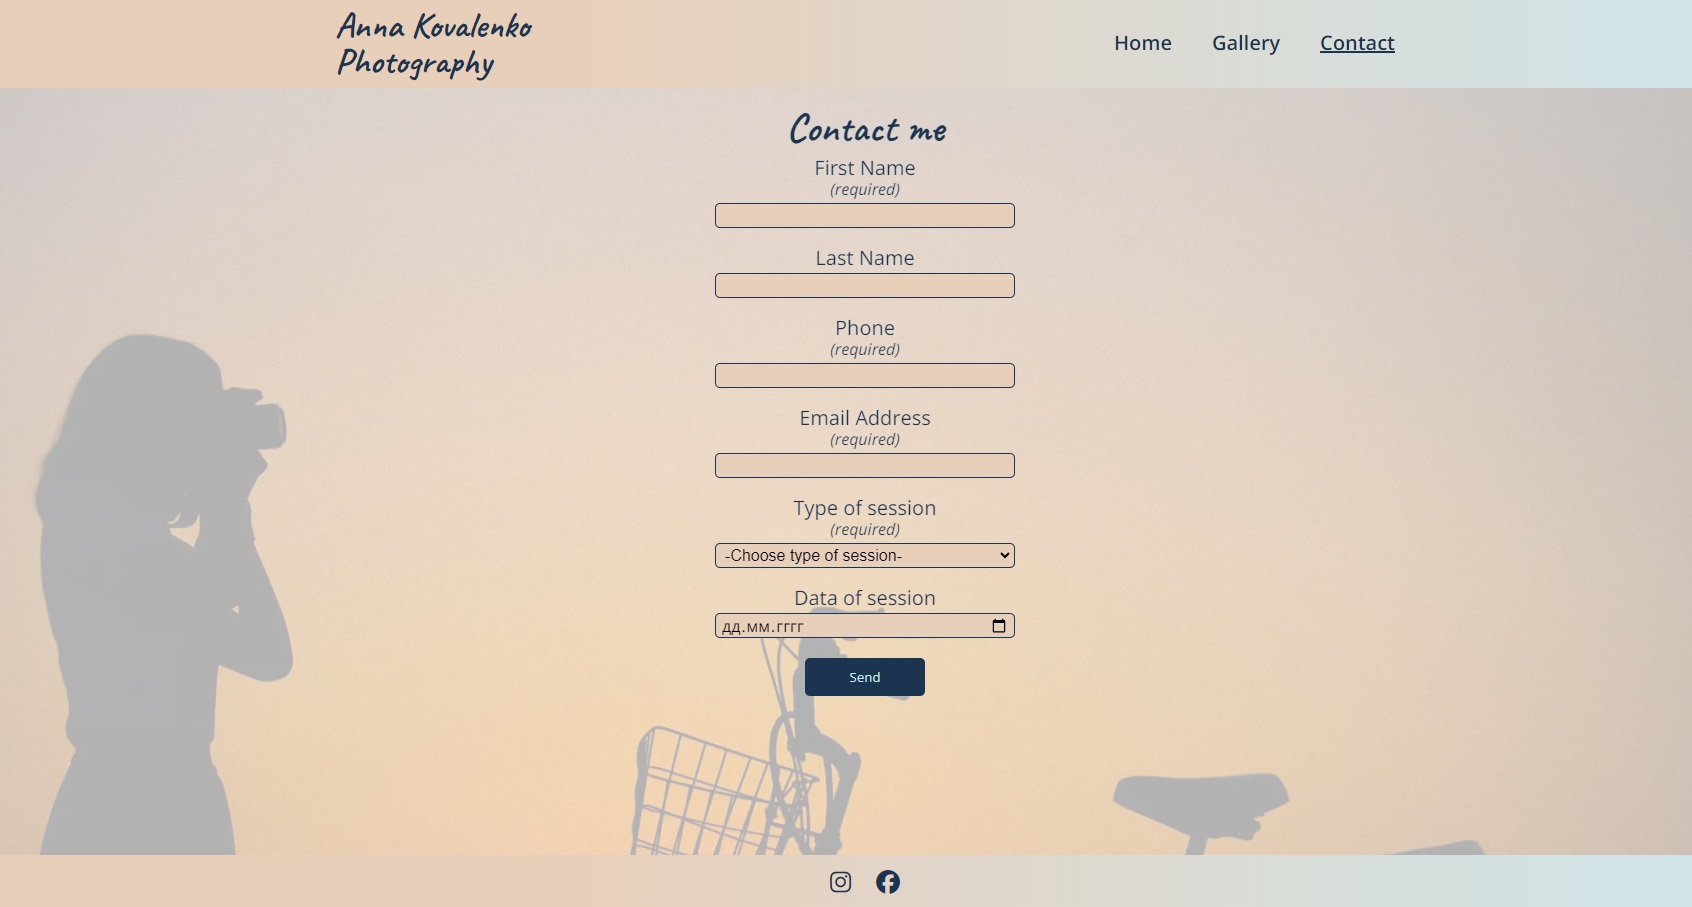 Anna Kovalenko
Photography
Home Gallery Contact
Contact me
First Name
(required)
Last Name
Phone
(required)
Email Address
(required)
Type of session
(required)
-Choose type of session-
Data of session
дд.мм.гггг
Send